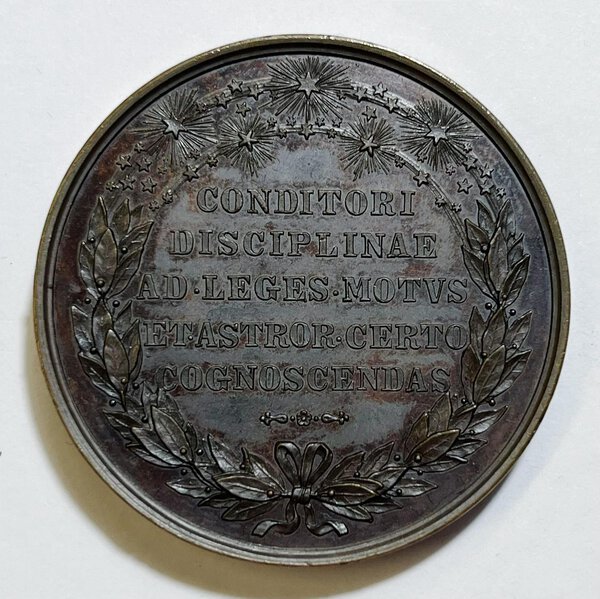 CONDITORI
DISCIPLINAE
AD·LEGES·MOTVS
ET·ASTROR·CERTO
COGNOSCENDAS